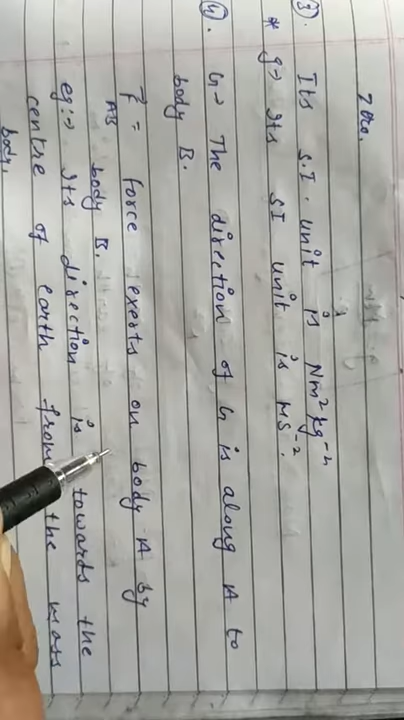 zero.
3). Its S.I. unit is Nm²kg⁻²
* g → Its SI unit is MS⁻².
4). G → The direction of G is along A to
body B.
F⃗AB = force exerts on body A by
body B.
eg:→ Its direction is towards the
centre of earth from the mass
body.